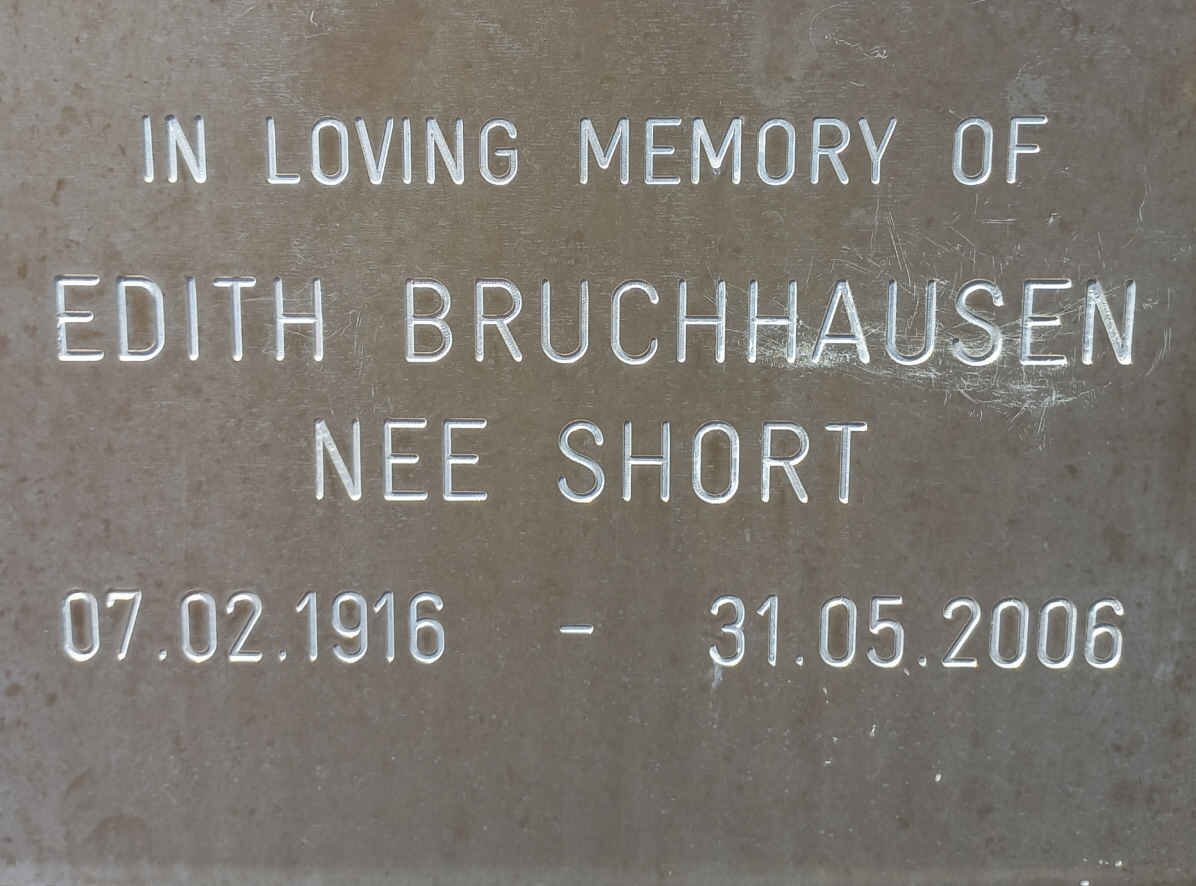 IN LOVING MEMORY OF
EDITH BRUCHHAUSEN
NEE SHORT
07.02.1916 - 31.05.2006